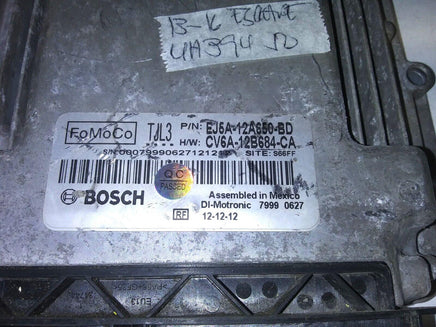 13-16 ESCAPE
UA394 JD
FoMoCo
TJL3
P/N: EJ5A-12A650-BD
H/W: CV6A-12B684-CA
SITE: S66FF
QC
PASSED
BOSCH
Assembled in Mexico
DI-Motronic 7999 0627
RF
12-12-12
EU13